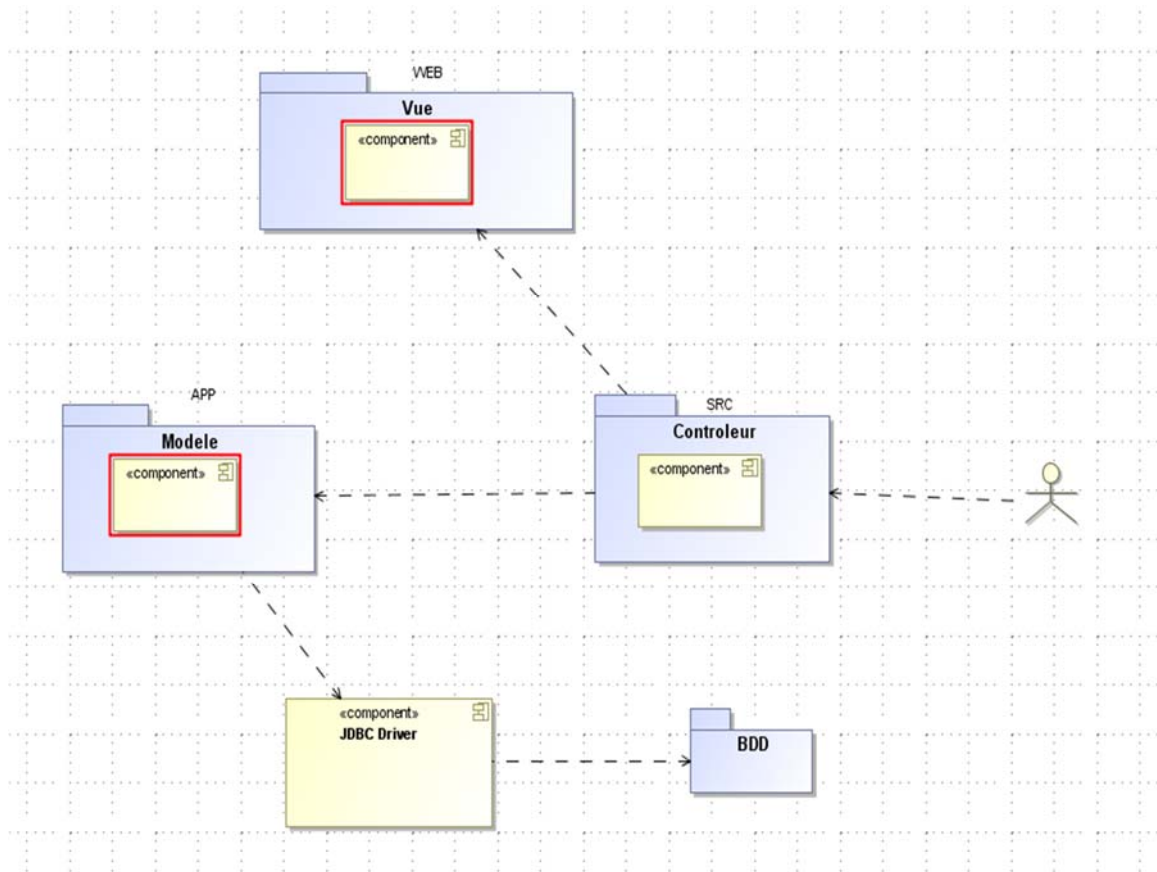 WEB
Vue
«component»
APP
Modele
«component»
SRC
Controleur
«component»
«component»
JDBC Driver
BDD